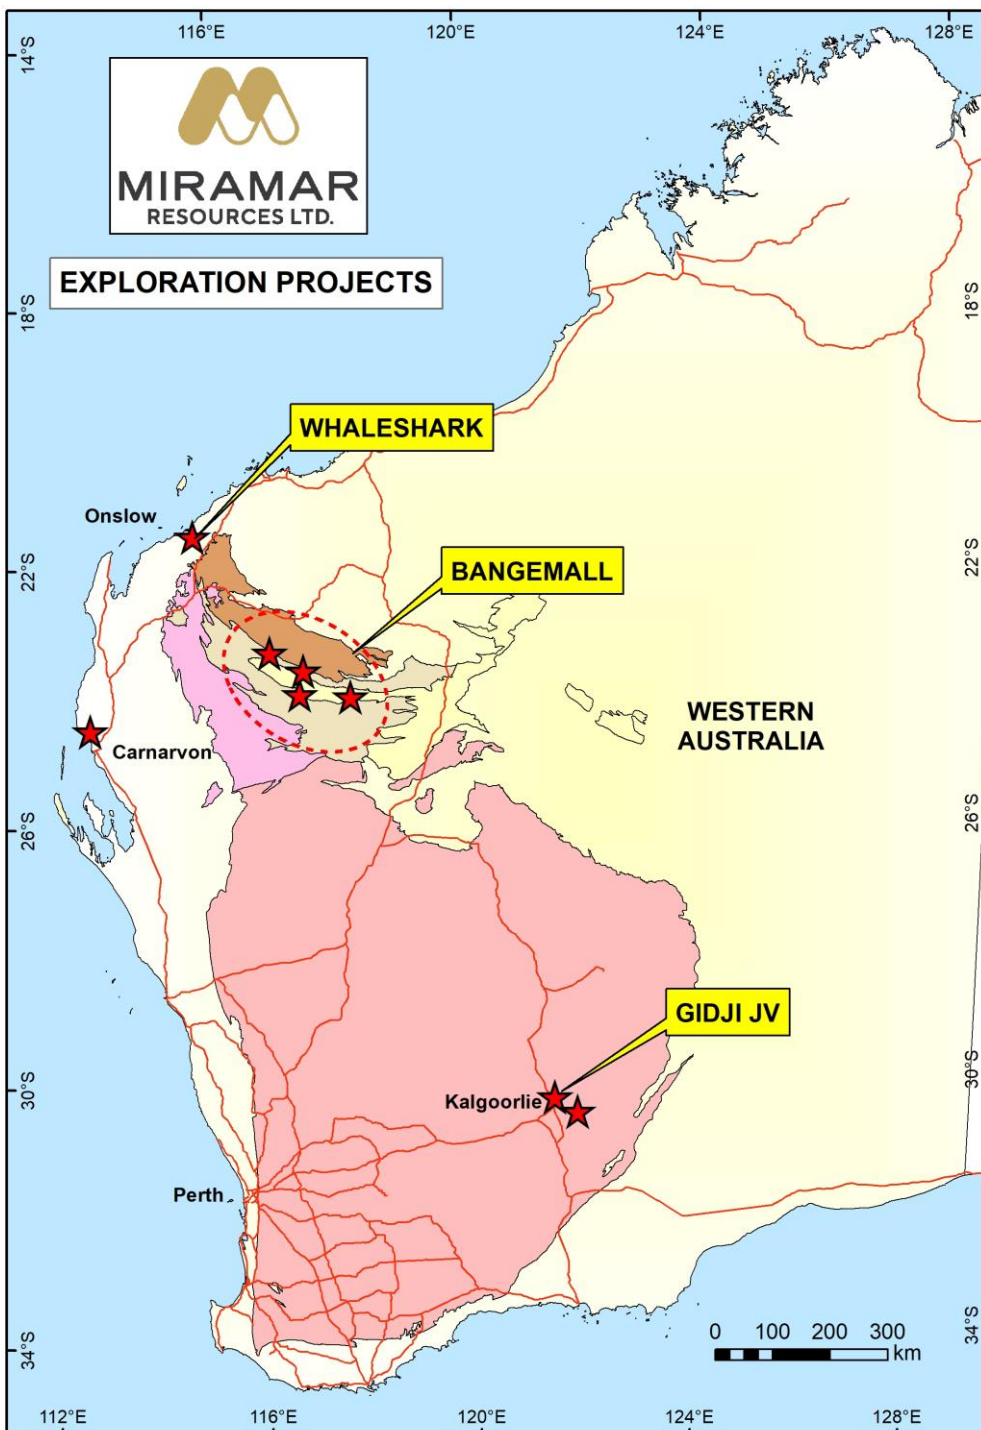 116°E
120°E
124°E
128°E
14°S
MIRAMAR
RESOURCES LTD.
EXPLORATION PROJECTS
18°S
18°S
WHALESHARK
Onslow
22°S
22°S
BANGEMALL
WESTERN
AUSTRALIA
Carnarvon
26°S
26°S
GIDJI JV
30°S
30°S
Kalgoorlie
Perth
34°S
34°S
0 100 200 300
km
112°E
116°E
120°E
124°E
128°E